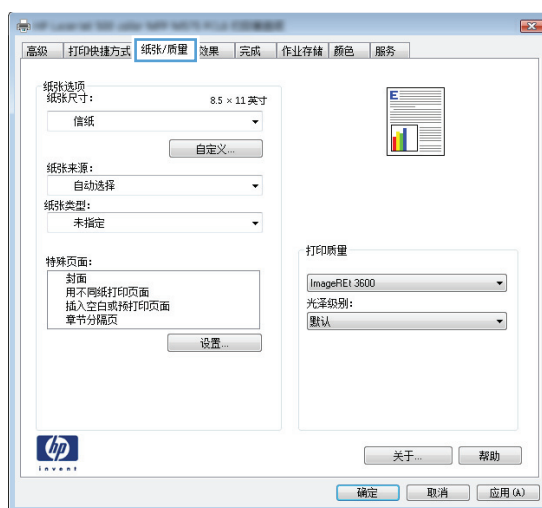 高级 打印快捷方式 纸张/质量 效果 完成 作业存储 颜色 服务
纸张选项
纸张尺寸： 8.5 × 11 英寸
信纸
自定义...
纸张来源：
自动选择
纸张类型：
未指定
特殊页面：
封面
用不同纸打印页面
插入空白或预打印页面
章节分隔页
设置...
E
打印质量
ImageREt 3600
光泽级别：
默认
hp
invent
关于...
帮助
确定
取消
应用 (A)